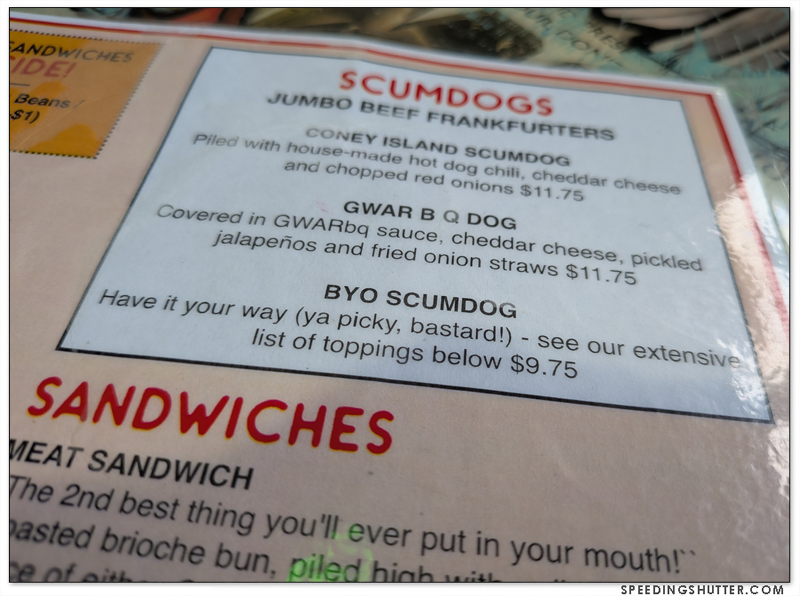 SANDWICHES
IDE!
Beans /
$1)
SCUMDOGS
JUMBO BEEF FRANKFURTERS
CONEY ISLAND SCUMDOG
Piled with house-made hot dog chili, cheddar cheese
and chopped red onions $11.75
GWAR B Q DOG
Covered in GWARbq sauce, cheddar cheese, pickled
jalapeños and fried onion straws $11.75
BYO SCUMDOG
Have it your way (ya picky, bastard!) - see our extensive
list of toppings below $9.75
SANDWICHES
MEAT SANDWICH
The 2nd best thing you'll ever put in your mouth!``
oasted brioche bun, piled high
SPEEDINGSHUTTER.COM